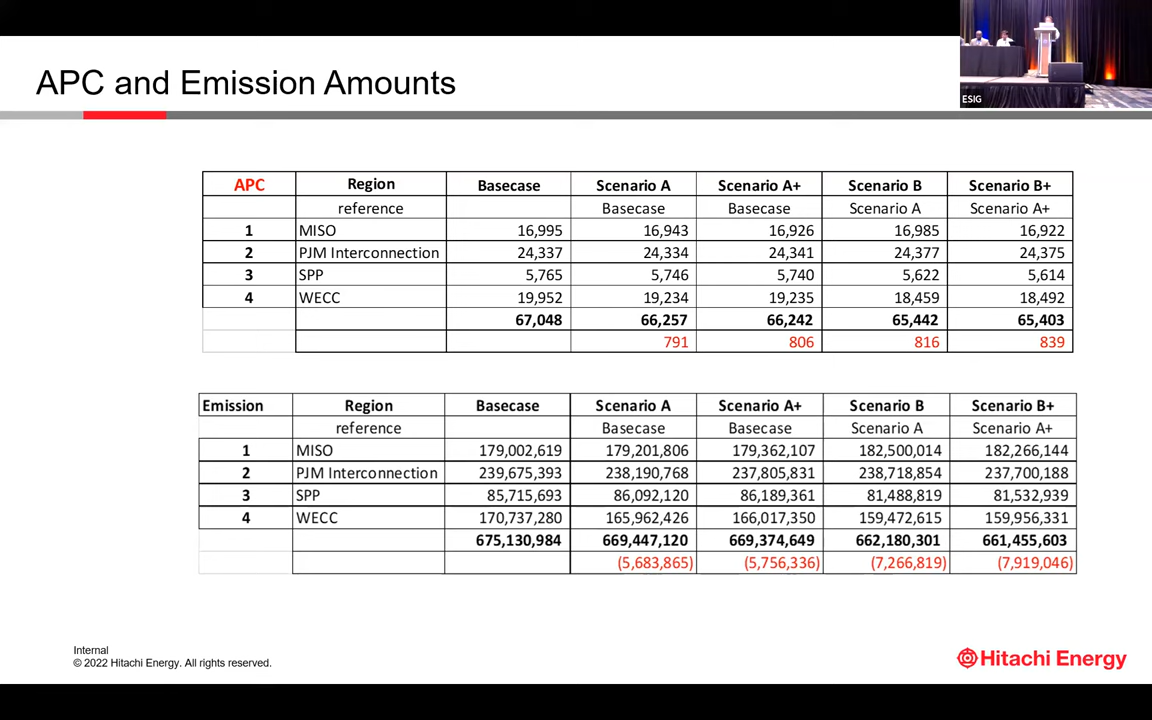 ESIG
APC and Emission Amounts
APC Region Basecase Scenario A Scenario A+ Scenario B Scenario B+
reference Basecase Basecase Scenario A Scenario A+
1 MISO 16,995 16,943 16,926 16,985 16,922
2 PJM Interconnection 24,337 24,334 24,341 24,377 24,375
3 SPP 5,765 5,746 5,740 5,622 5,614
4 WECC 19,952 19,234 19,235 18,459 18,492
67,048 66,257 66,242 65,442 65,403
791 806 816 839
Emission Region Basecase Scenario A Scenario A+ Scenario B Scenario B+
reference Basecase Basecase Scenario A Scenario A+
1 MISO 179,002,619 179,201,806 179,362,107 182,500,014 182,266,144
2 PJM Interconnection 239,675,393 238,190,768 237,805,831 238,718,854 237,700,188
3 SPP 85,715,693 86,092,120 86,189,361 81,488,819 81,532,939
4 WECC 170,737,280 165,962,426 166,017,350 159,472,615 159,956,331
675,130,984 669,447,120 669,374,649 662,180,301 661,455,603
(5,683,865) (5,756,336) (7,266,819) (7,919,046)
Internal
© 2022 Hitachi Energy. All rights reserved.
Hitachi Energy